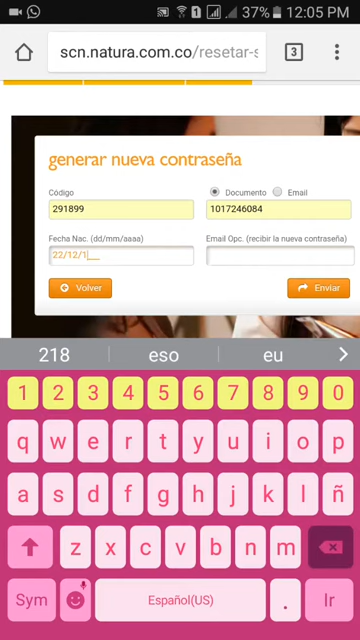 1 37% 12:05 PM
scn.natura.com.co/resetar-s 3
generar nueva contraseña
Código Documento Email
291899 1017246084
Fecha Nac. (dd/mm/aaaa) Email Opc. (recibir la nueva contraseña)
22/12/1___
Volver Enviar
218 eso eu
1 2 3 4 5 6 7 8 9 0
q w e r t y u i o p
a s d f g h j k l ñ
z x c v b n m
Sym Español(US) . Ir